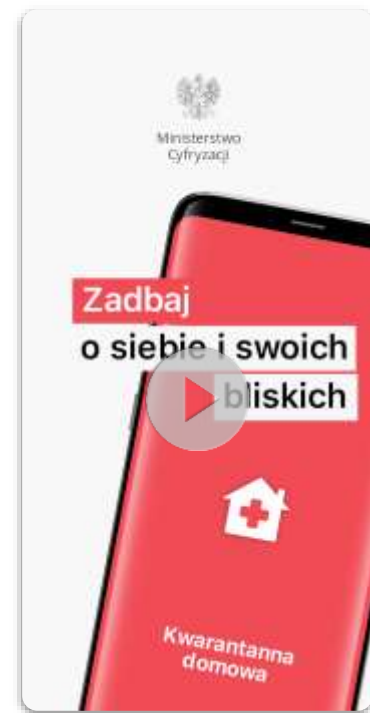 Ministerstwo
Cyfryzacji
Zadbaj
o siebie i swoich
bliskich
Kwarantanna
domowa